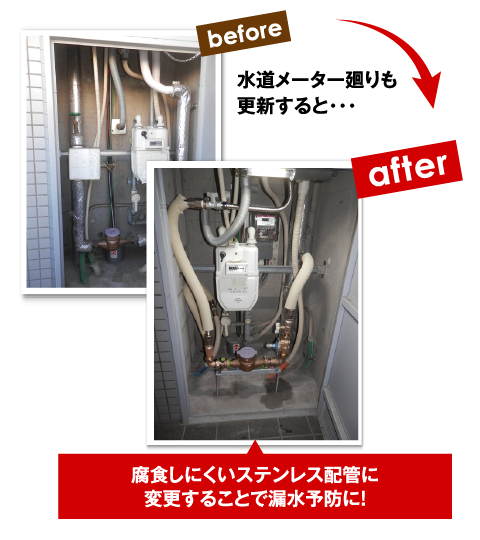 before
水道メーター廻りも
更新すると・・・
after
腐食しにくいステンレス配管に
変更することで漏水予防に!